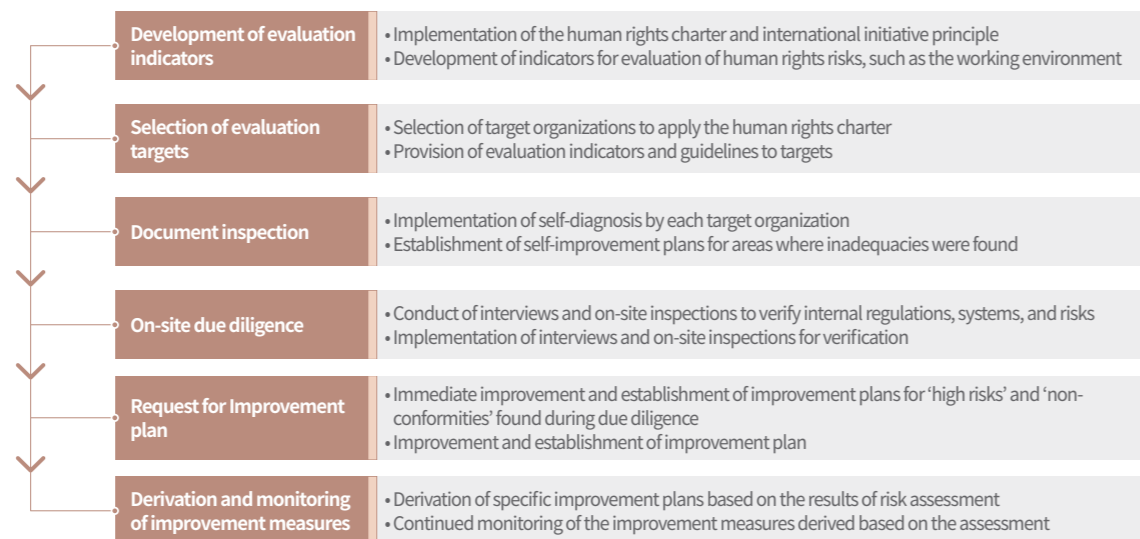 Development of evaluation
indicators
• Implementation of the human rights charter and international initiative principle
• Development of indicators for evaluation of human rights risks, such as the working environment
Selection of evaluation
targets
• Selection of target organizations to apply the human rights charter
• Provision of evaluation indicators and guidelines to targets
Document inspection
• Implementation of self-diagnosis by each target organization
• Establishment of self-improvement plans for areas where inadequacies were found
On-site due diligence
• Conduct of interviews and on-site inspections to verify internal regulations, systems, and risks
• Implementation of interviews and on-site inspections for verification
Request for Improvement
plan
• Immediate improvement and establishment of improvement plans for ‘high risks’ and ‘non-
conformities’ found during due diligence
• Improvement and establishment of improvement plan
Derivation and monitoring
of improvement measures
• Derivation of specific improvement plans based on the results of risk assessment
• Continued monitoring of the improvement measures derived based on the assessment